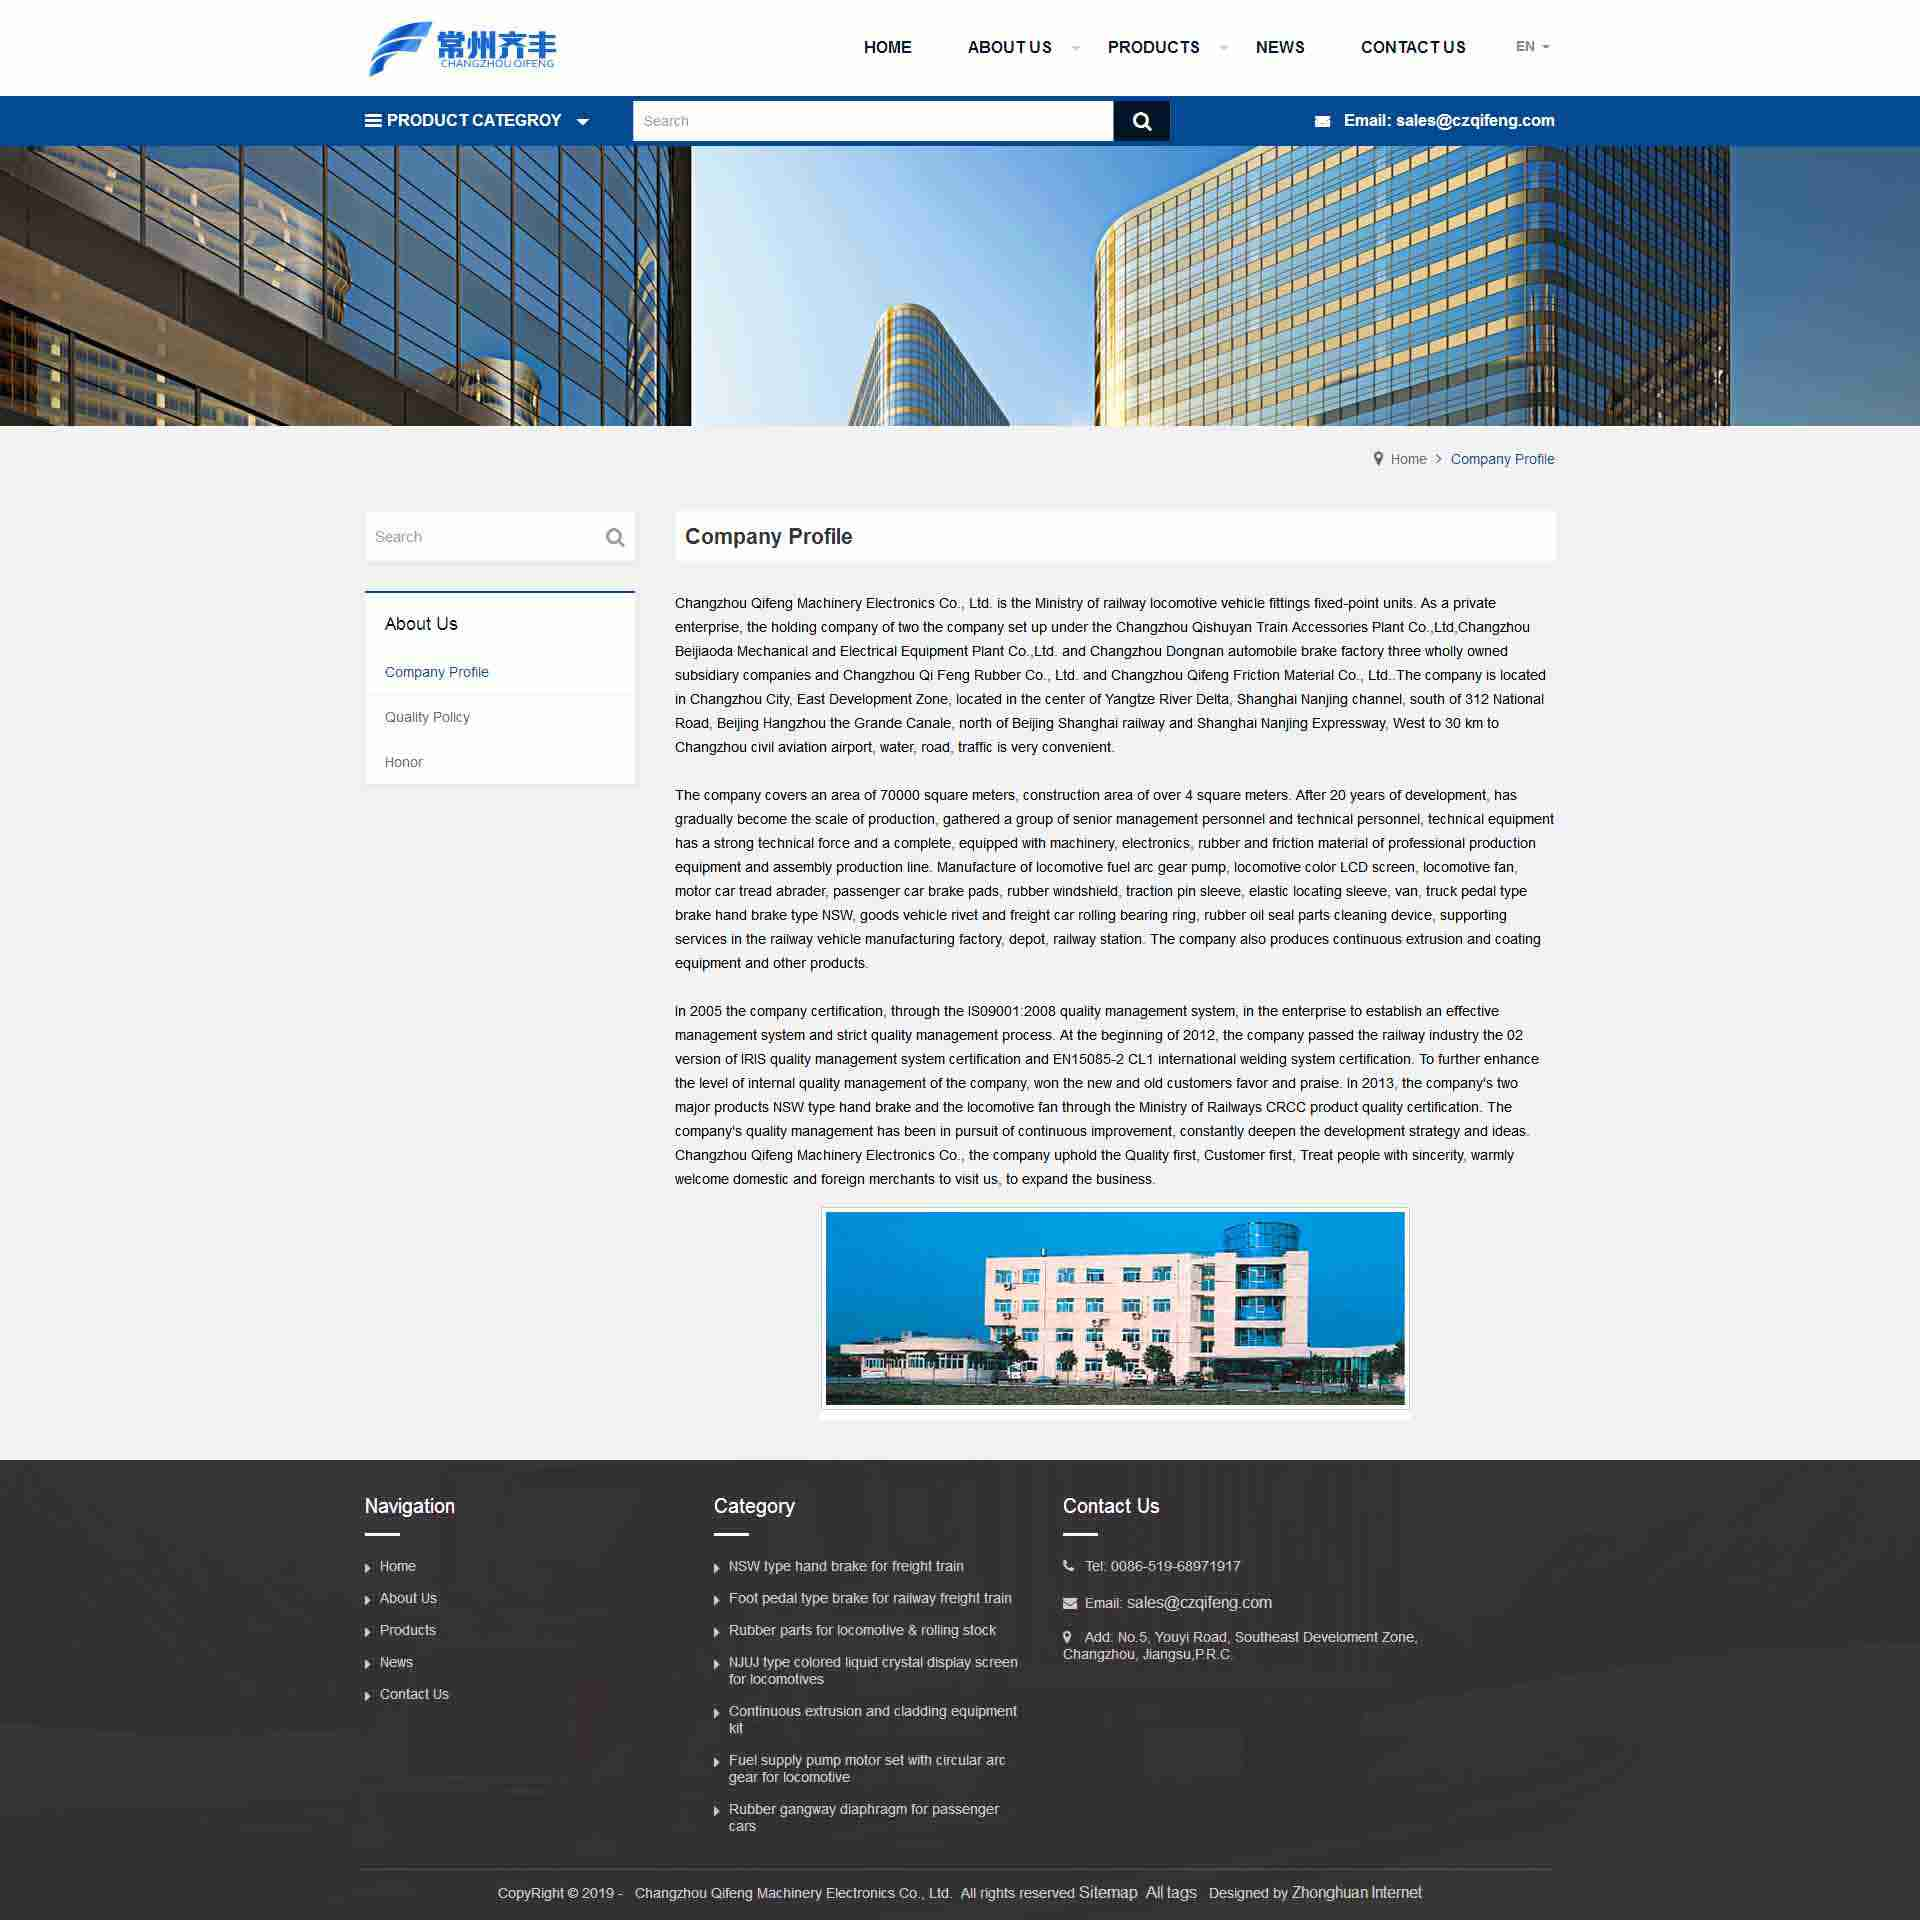 常州齐丰
CHANGZHOU QIFENG
HOME
ABOUT US
PRODUCTS
NEWS
CONTACT US
EN
PRODUCT CATEGROY
Search
Email: sales@czqifeng.com
Home > Company Profile
Search
About Us
Company Profile
Quality Policy
Honor
Company Profile
Changzhou Qifeng Machinery Electronics Co., Ltd. is the Ministry of railway locomotive vehicle fittings fixed-point units. As a private
enterprise, the holding company of two the company set up under the Changzhou Qishuyan Train Accessories Plant Co.,Ltd,Changzhou
Beijiaoda Mechanical and Electrical Equipment Plant Co.,Ltd. and Changzhou Dongnan automobile brake factory three wholly owned
subsidiary companies and Changzhou Qi Feng Rubber Co., Ltd. and Changzhou Qifeng Friction Material Co., Ltd..The company is located
in Changzhou City, East Development Zone, located in the center of Yangtze River Delta, Shanghai Nanjing channel, south of 312 National
Road, Beijing Hangzhou the Grande Canale, north of Beijing Shanghai railway and Shanghai Nanjing Expressway, West to 30 km to
Changzhou civil aviation airport, water, road, traffic is very convenient.
The company covers an area of 70000 square meters, construction area of over 4 square meters. After 20 years of development, has
gradually become the scale of production, gathered a group of senior management personnel and technical personnel, technical equipment
has a strong technical force and a complete, equipped with machinery, electronics, rubber and friction material of professional production
equipment and assembly production line. Manufacture of locomotive fuel arc gear pump, locomotive color LCD screen, locomotive fan,
motor car tread abrader, passenger car brake pads, rubber windshield, traction pin sleeve, elastic locating sleeve, van, truck pedal type
brake hand brake type NSW, goods vehicle rivet and freight car rolling bearing ring, rubber oil seal parts cleaning device, supporting
services in the railway vehicle manufacturing factory, depot, railway station. The company also produces continuous extrusion and coating
equipment and other products.
In 2005 the company certification, through the IS09001:2008 quality management system, in the enterprise to establish an effective
management system and strict quality management process. At the beginning of 2012, the company passed the railway industry the 02
version of IRIS quality management system certification and EN15085-2 CL1 international welding system certification. To further enhance
the level of internal quality management of the company, won the new and old customers favor and praise. In 2013, the company's two
major products NSW type hand brake and the locomotive fan through the Ministry of Railways CRCC product quality certification. The
company's quality management has been in pursuit of continuous improvement, constantly deepen the development strategy and ideas.
Changzhou Qifeng Machinery Electronics Co., the company uphold the Quality first, Customer first, Treat people with sincerity, warmly
welcome domestic and foreign merchants to visit us, to expand the business.
Navigation
Home
About Us
Products
News
Contact Us
Category
NSW type hand brake for freight train
Foot pedal type brake for railway freight train
Rubber parts for locomotive & rolling stock
NJUJ type colored liquid crystal display screen
for locomotives
Continuous extrusion and cladding equipment
kit
Fuel supply pump motor set with circular arc
gear for locomotive
Rubber gangway diaphragm for passenger
cars
Contact Us
Tel: 0086-519-68971917
Email: sales@czqifeng.com
Add: No.5, Youyi Road, Southeast Develoment Zone,
Changzhou, Jiangsu,P.R.C.
CopyRight © 2019 - Changzhou Qifeng Machinery Electronics Co., Ltd. All rights reserved Sitemap All tags Designed by Zhonghuan Internet